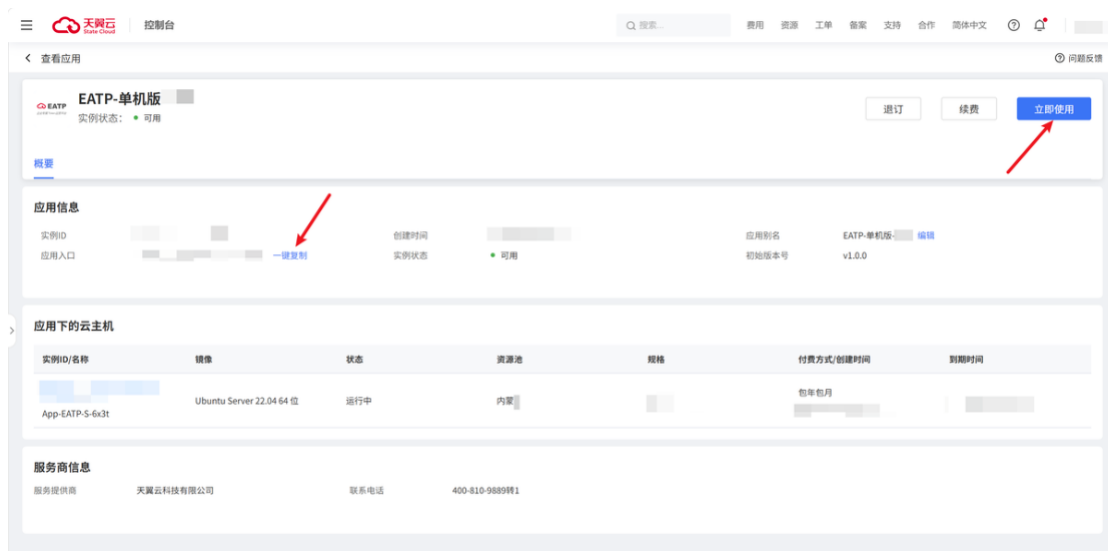 天翼云 State Cloud 控制台 搜索... 费用 资源 工单 备案 支持 合作 简体中文
查看应用 问题反馈
EATP EATP-单机版
实例状态： 可用 退订 续费 立即使用
概要
应用信息
实例ID 创建时间 应用别名 EATP-单机版- 编辑
应用入口 一键复制 实例状态 可用 初始版本号 v1.0.0
应用下的云主机
实例ID/名称 镜像 状态 资源池 规格 付费方式/创建时间 到期时间
App-EATP-S-6x3t Ubuntu Server 22.04 64 位 运行中 内蒙 包年包月
服务商信息
服务提供商 天翼云科技有限公司 联系电话 400-810-9889转1